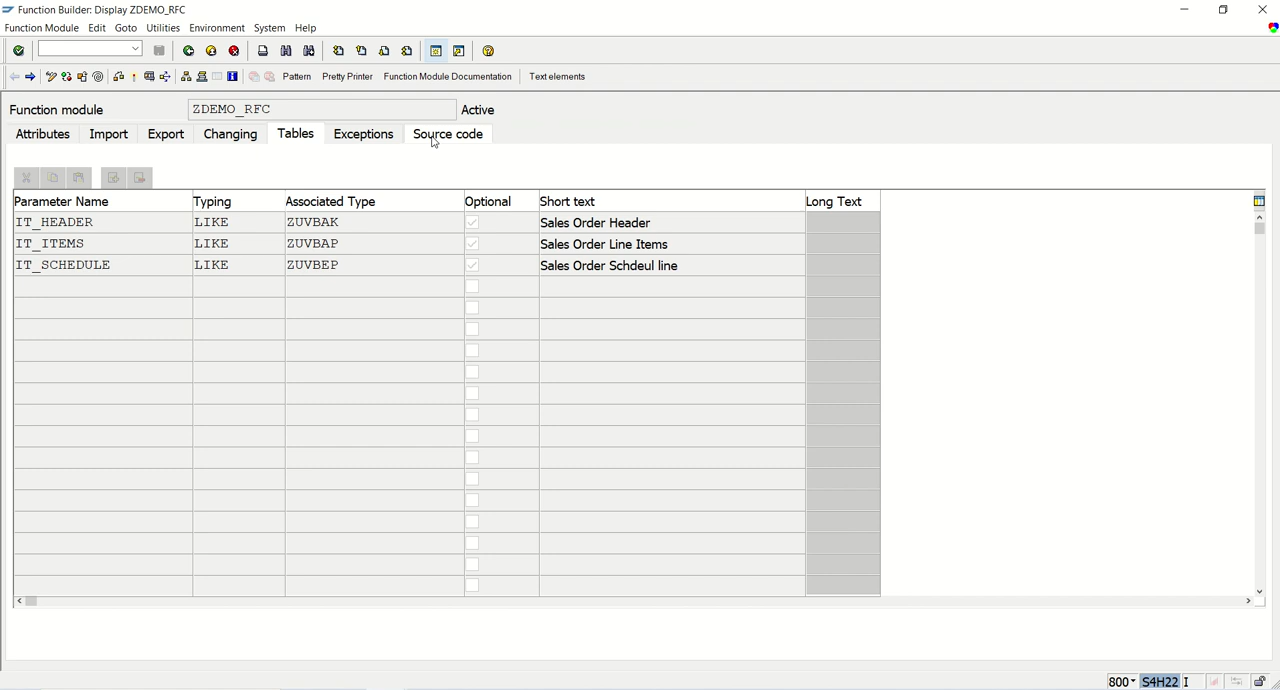 Function Builder: Display ZDEMO_RFC
Function Module Edit Goto Utilities Environment System Help
Pattern Pretty Printer Function Module Documentation Text elements
Function module ZDEMO_RFC Active
Attributes Import Export Changing Tables Exceptions Source code
Parameter Name Typing Associated Type Optional Short text Long Text
IT_HEADER LIKE ZUVBAK Sales Order Header
IT_ITEMS LIKE ZUVBAP Sales Order Line Items
IT_SCHEDULE LIKE ZUVBEP Sales Order Schdeul line
800 S4H22 I